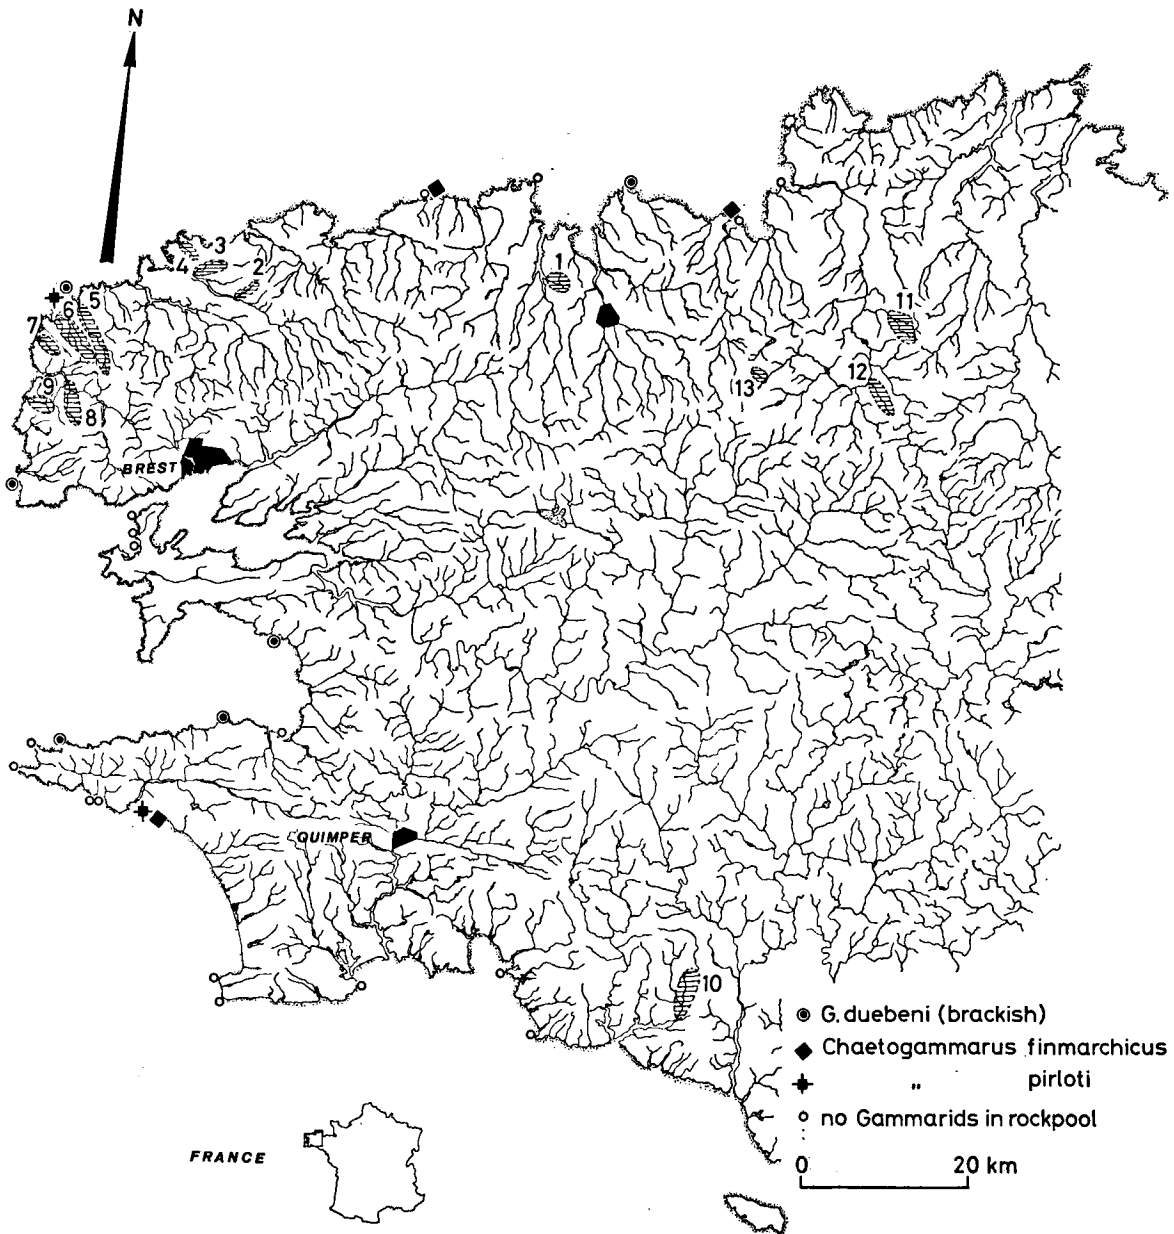 N
3
4
2
1
5
6
7
11
9
8
13
12
BREST
QUIMPER
10
G. duebeni (brackish)
Chaetogammarus finmarchicus
„ pirloti
no Gammarids in rockpool
FRANCE
0 20 km